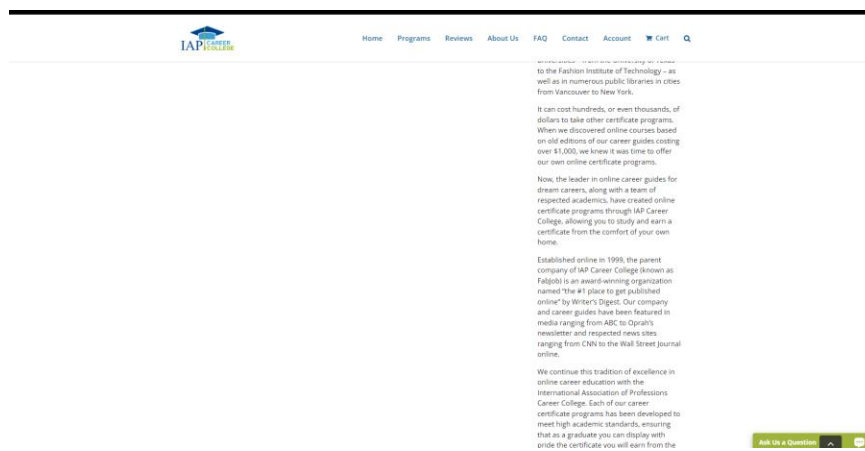 IAP CAREER COLLEGE
Home Programs Reviews About Us FAQ Contact Account Cart
universities – from the University of Texas
to the Fashion Institute of Technology – as
well as in numerous public libraries in cities
from Vancouver to New York.
It can cost hundreds, or even thousands, of
dollars to take other certificate programs.
When we discovered online courses based
on old editions of our career guides costing
over $1,000, we knew it was time to offer
our own online certificate programs.
Now, the leader in online career guides for
dream careers, along with a team of
respected academics, have created online
certificate programs through IAP Career
College, allowing you to study and earn a
certificate from the comfort of your own
home.
Established online in 1999, the parent
company of IAP Career College (known as
FabJob) is an award-winning organization
named "the #1 place to get published
online" by Writer's Digest. Our company
and career guides have been featured in
media ranging from ABC to Oprah's
newsletter and respected news sites
ranging from CNN to the Wall Street Journal
online.
We continue this tradition of excellence in
online career education with the
International Association of Professions
Career College. Each of our career
certificate programs has been developed to
meet high academic standards, ensuring
that as a graduate you can display with
pride the certificate you will earn from the
Ask Us a Question